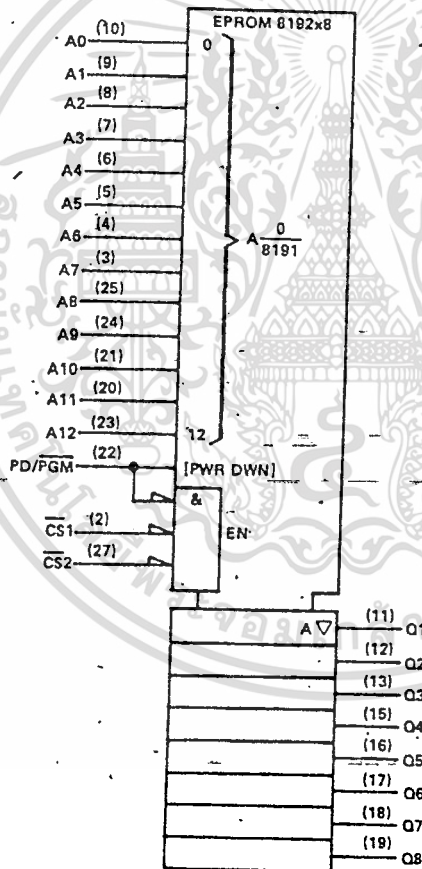 EPROM 8192x8
A0 (10) 0
A1 (9)
A2 (8)
A3 (7)
A4 (6)
A5 (5)
A6 (4) A 0/8191
A7 (3)
A8 (25)
A9 (24)
A10 (21)
A11 (20)
A12 (23) 12
PD/PGM (22) [PWR DWN]
&
CS1 (2) EN
CS2 (27)
A ▽ (11) Q1
(12) Q2
(13) Q3
(15) Q4
(16) Q5
(17) Q6
(18) Q7
(19) Q8